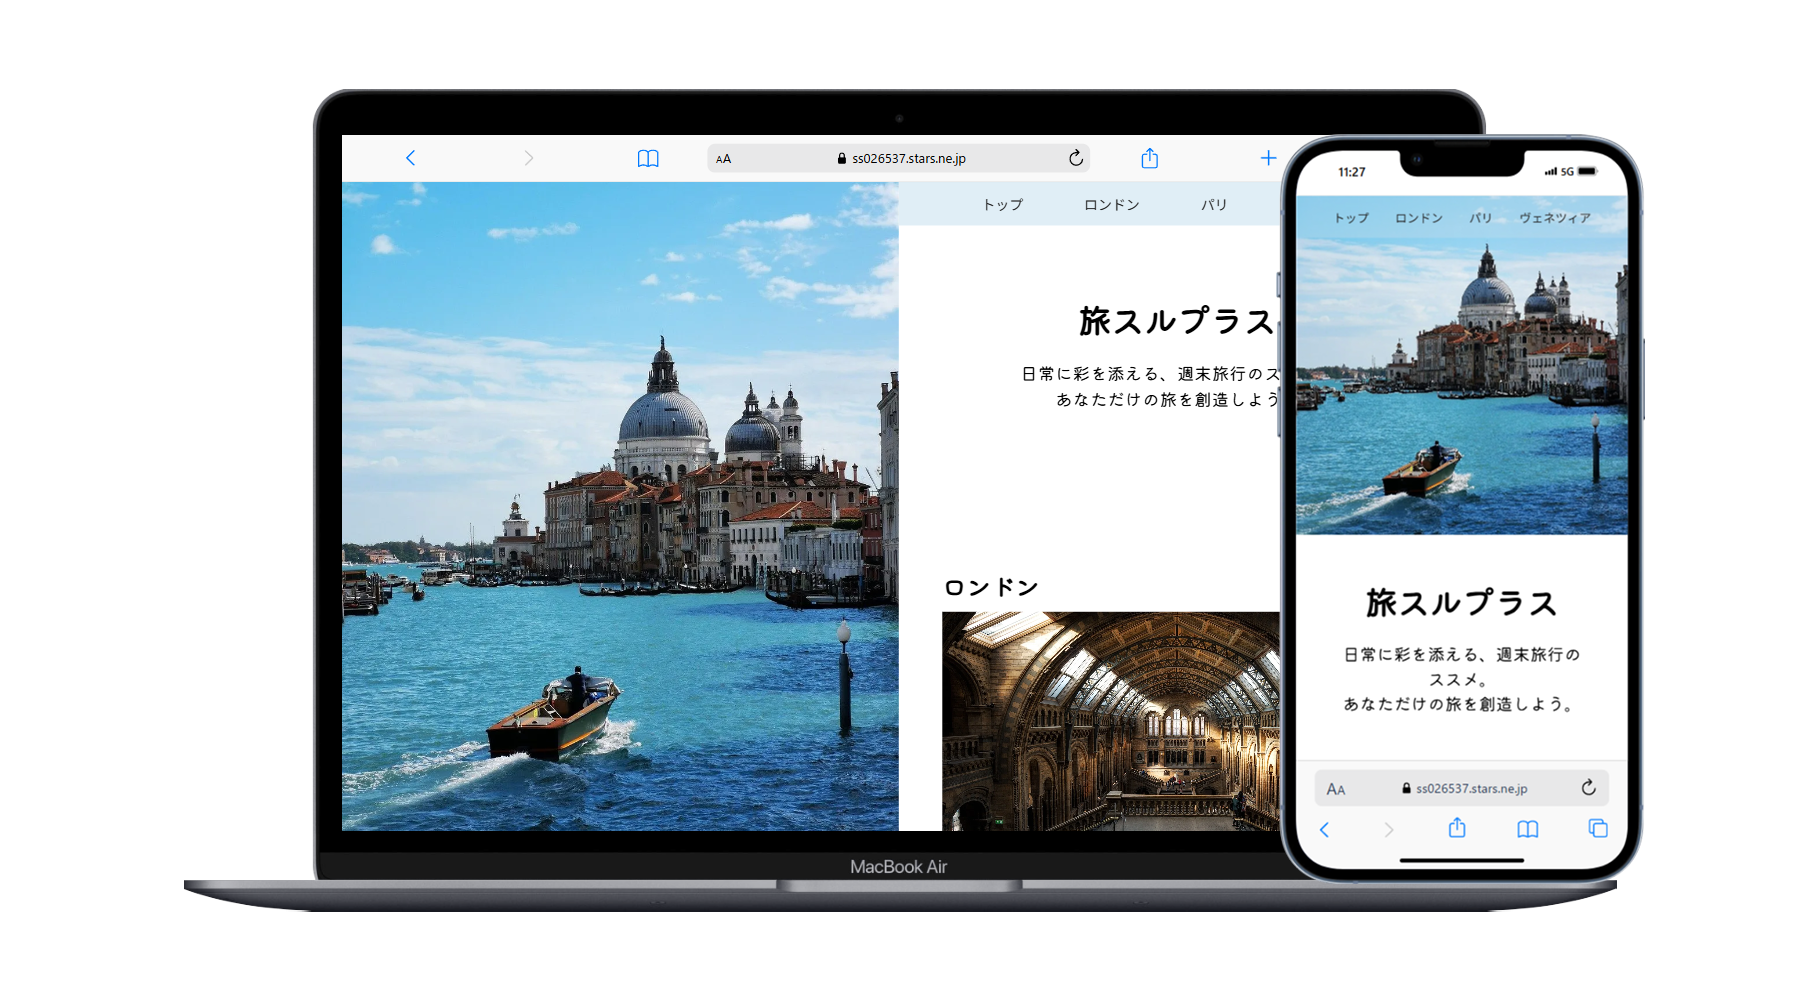 AA ss026537.stars.ne.jp
トップ ロンドン パリ
旅スルプラス
日常に彩を添える、週末旅行のス
あなただけの旅を創造しよう
ロンドン
MacBook Air
11:27 5G
トップ ロンドン パリ ヴェネツィア
旅スルプラス
日常に彩を添える、週末旅行の
ススメ。
あなただけの旅を創造しよう。
AA ss026537.stars.ne.jp